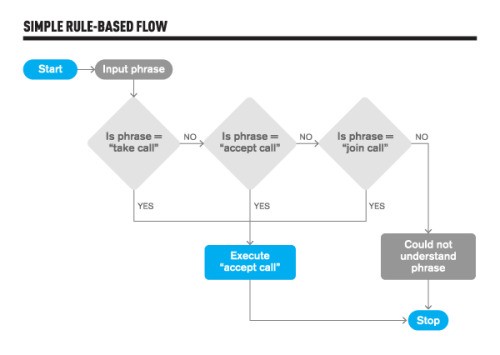 SIMPLE RULE-BASED FLOW
Start
Input phrase
Is phrase =
“take call”
NO
Is phrase =
“accept call”
NO
Is phrase =
“join call”
NO
YES
YES
YES
Execute
“accept call”
Could not
understand
phrase
Stop